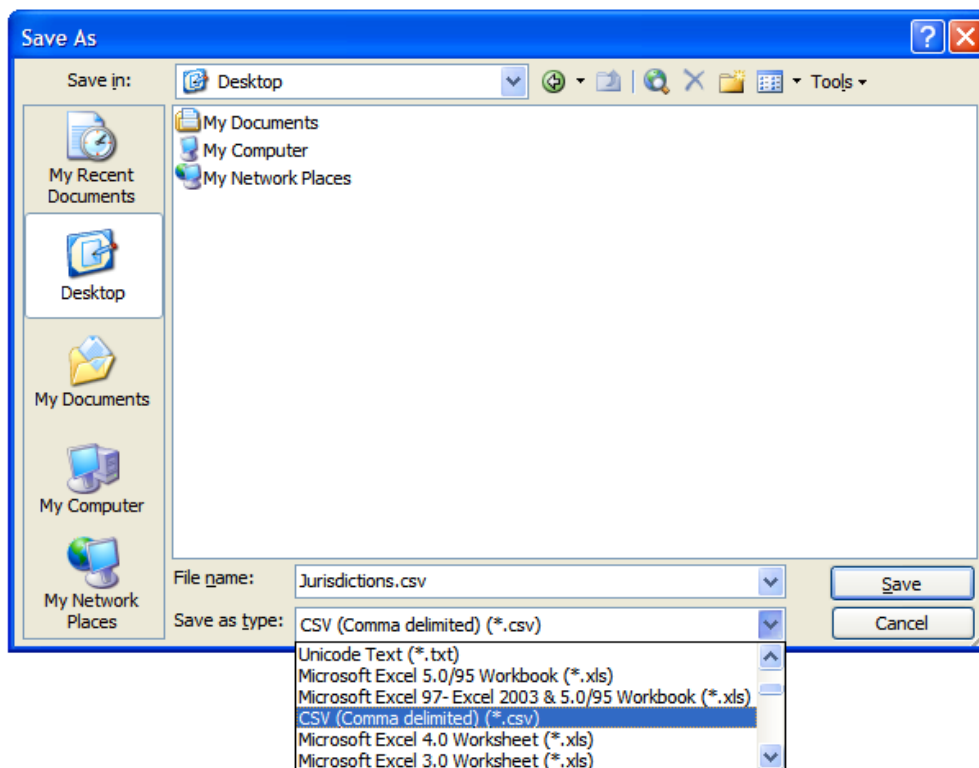 Save As
Save in: Desktop Tools
My Documents
My Computer
My Network Places
My Recent
Documents
Desktop
My Documents
My Computer
My Network
Places
File name: Jurisdictions.csv Save
Save as type: CSV (Comma delimited) (*.csv) Cancel
Unicode Text (*.txt)
Microsoft Excel 5.0/95 Workbook (*.xls)
Microsoft Excel 97- Excel 2003 & 5.0/95 Workbook (*.xls)
CSV (Comma delimited) (*.csv)
Microsoft Excel 4.0 Worksheet (*.xls)
Microsoft Excel 3.0 Worksheet (*.xls)